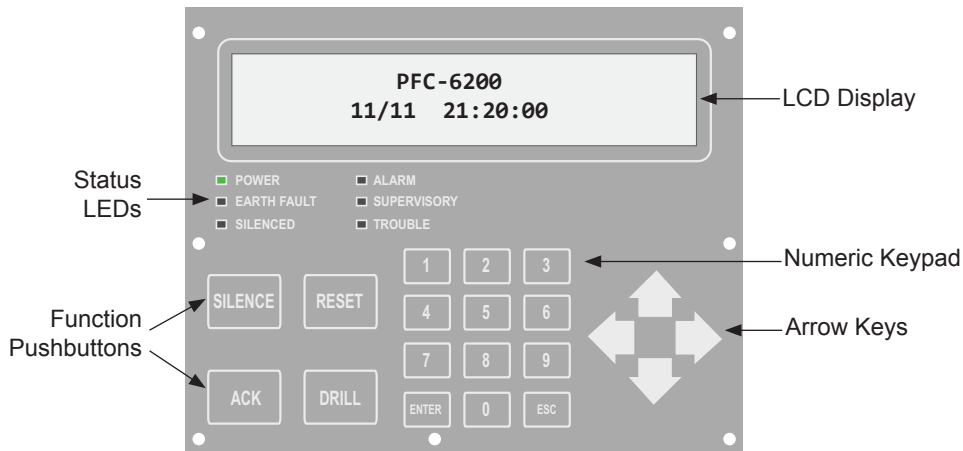 PFC-6200
11/11 21:20:00
LCD Display
Status
LEDs
POWER
ALARM
EARTH FAULT
SUPERVISORY
SILENCED
TROUBLE
Numeric Keypad
1 2 3
SILENCE RESET
4 5 6
Arrow Keys
Function
Pushbuttons
7 8 9
ACK DRILL
ENTER 0 ESC